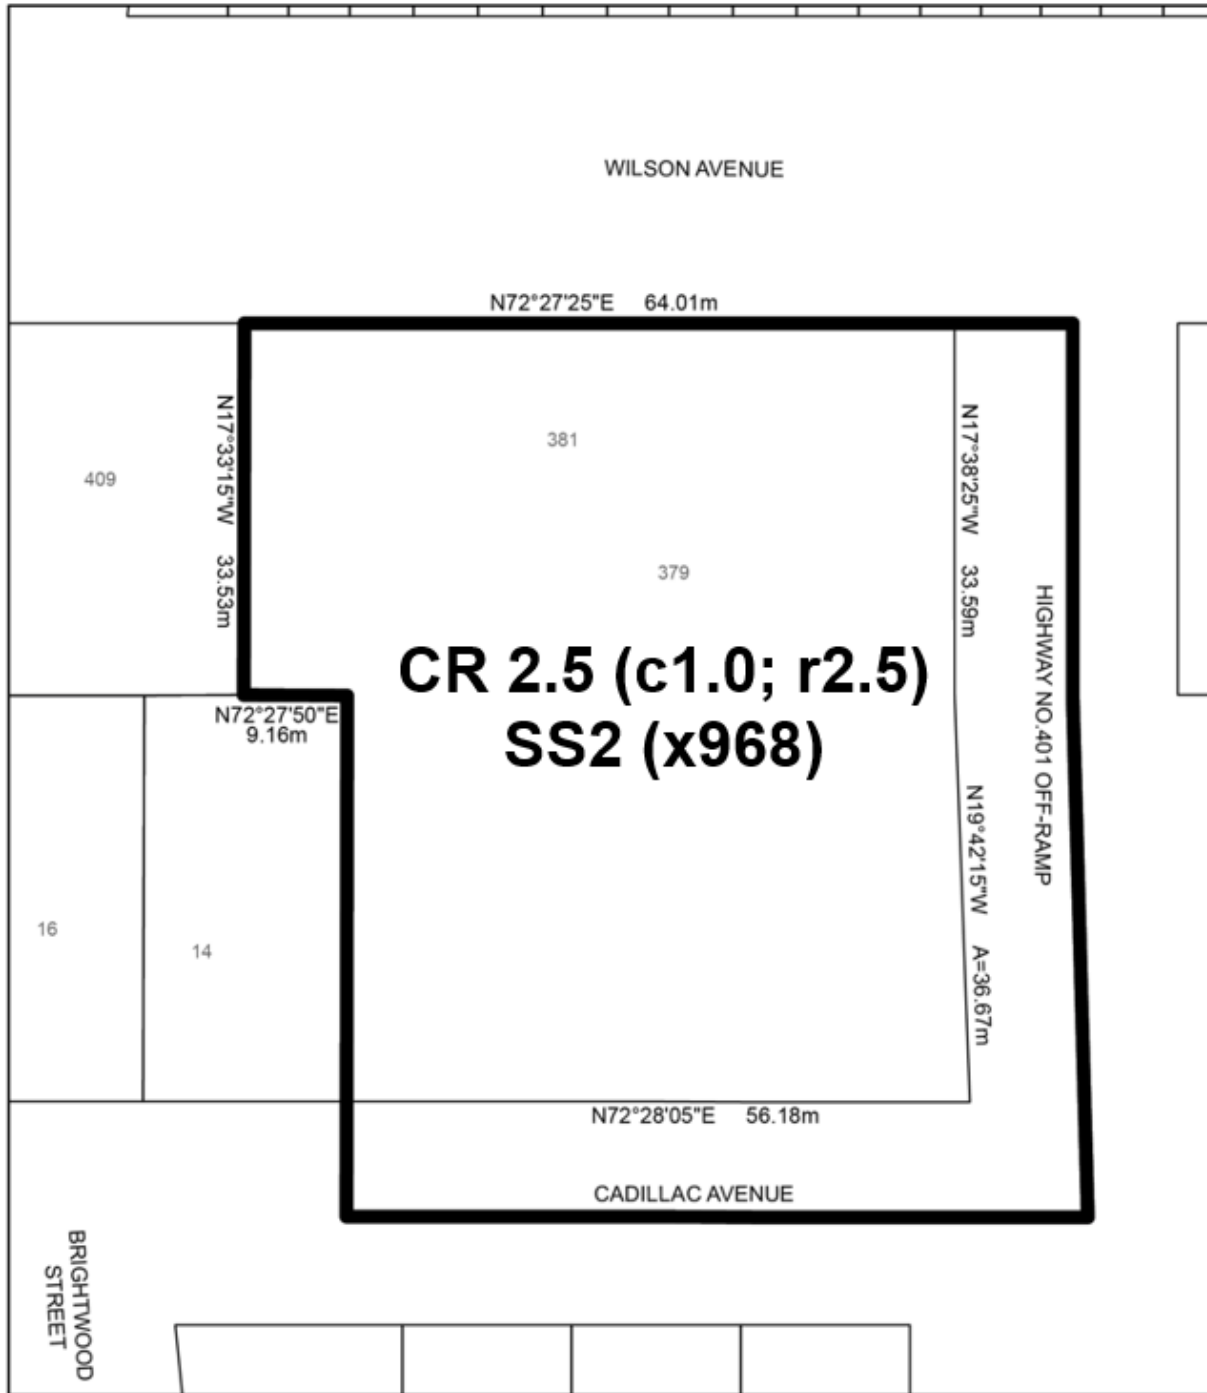 WILSON AVENUE
N72°27'25"E 64.01m
N17°33'15"W 33.53m
409
381
379
N17°38'25"W 33.59m
HIGHWAY NO.401 OFF-RAMP
CR 2.5 (c1.0; r2.5)
SS2 (x968)
N72°27'50"E
9.16m
N19°42'15"W A=36.67m
16
14
N72°28'05"E 56.18m
CADILLAC AVENUE
BRIGHTWOOD
STREET